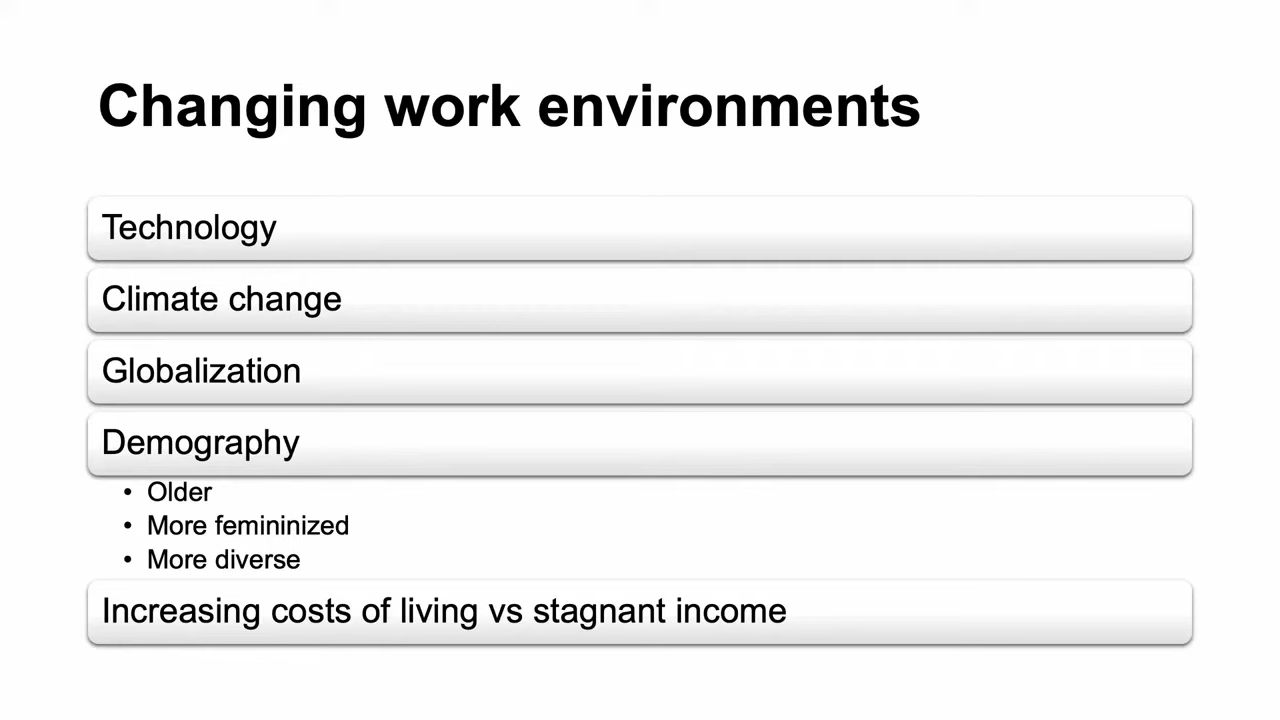 Changing work environments
Technology
Climate change
Globalization
Demography
• Older
• More femininized
• More diverse
Increasing costs of living vs stagnant income